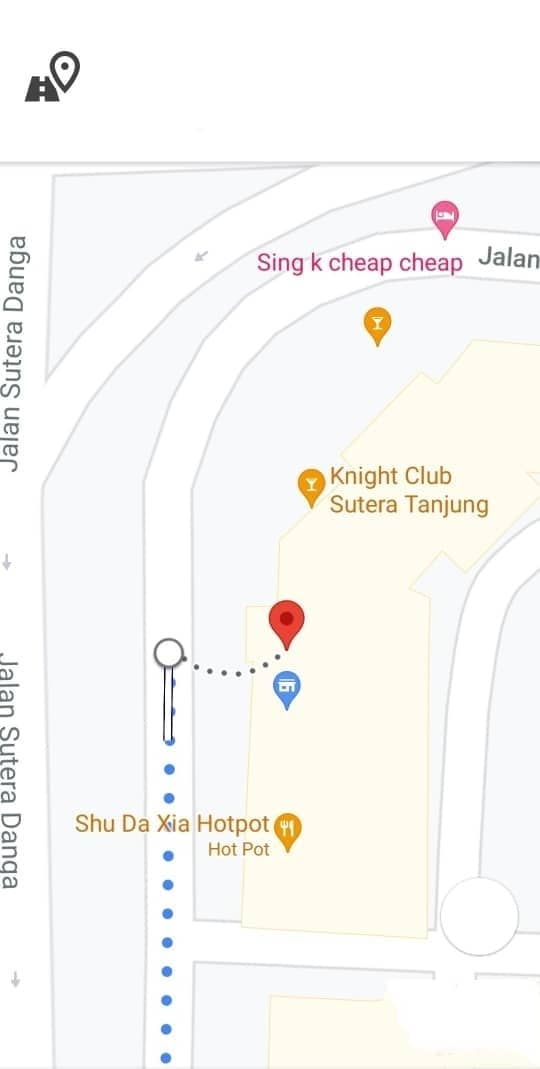 Jalan Sutera Danga
Sing k cheap cheap
Jalan
Knight Club
Sutera Tanjung
Jalan Sutera Danga
Shu Da Xia Hotpot
Hot Pot